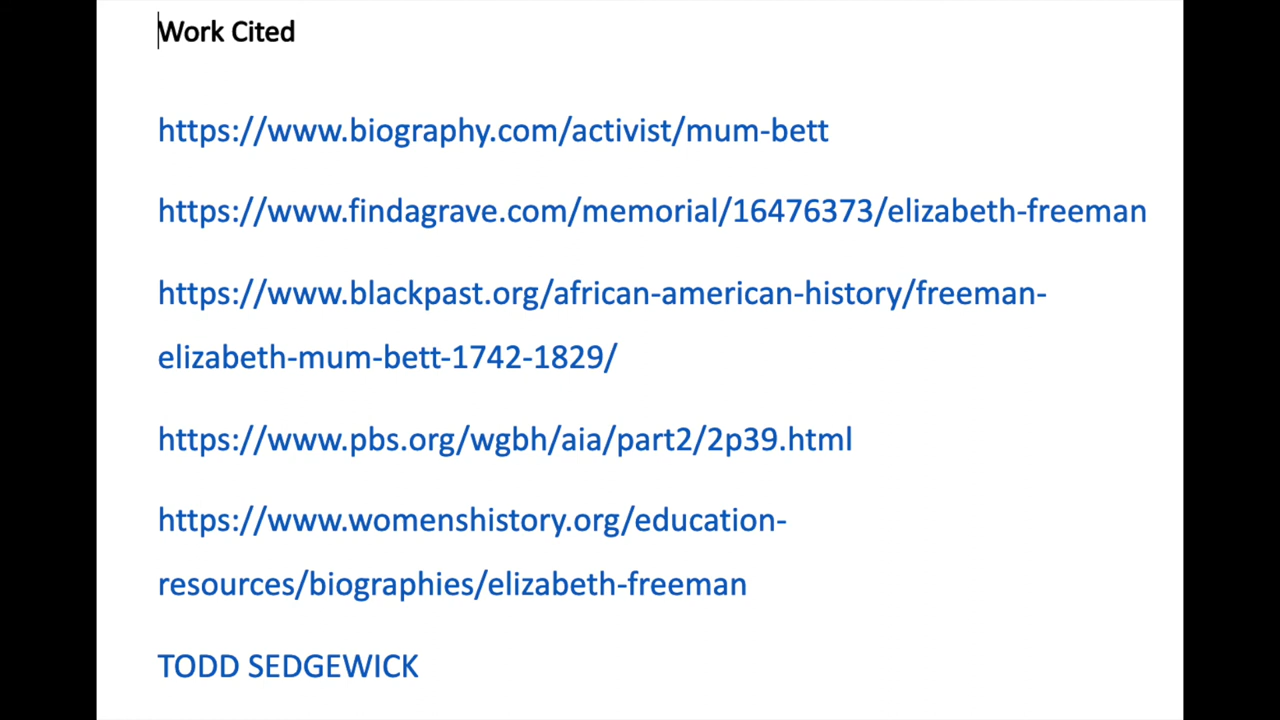 Work Cited
https://www.biography.com/activist/mum-bett
https://www.findagrave.com/memorial/16476373/elizabeth-freeman
https://www.blackpast.org/african-american-history/freeman-
elizabeth-mum-bett-1742-1829/
https://www.pbs.org/wgbh/aia/part2/2p39.html
https://www.womenshistory.org/education-
resources/biographies/elizabeth-freeman
TODD SEDGEWICK